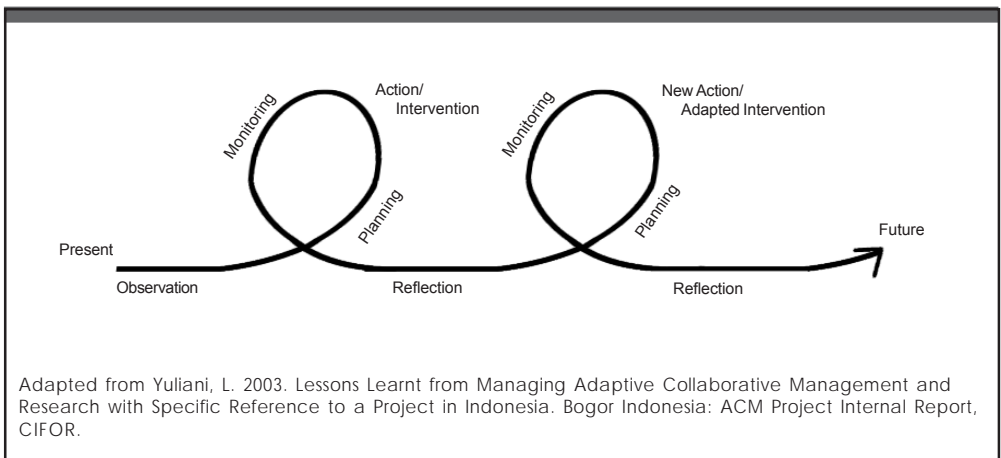 Monitoring
Action/
Intervention
Planning
Monitoring
New Action/
Adapted Intervention
Planning
Present
Future
Observation
Reflection
Reflection
Adapted from Yuliani, L. 2003. Lessons Learnt from Managing Adaptive Collaborative Management and
Research with Specific Reference to a Project in Indonesia. Bogor Indonesia: ACM Project Internal Report,
CIFOR.